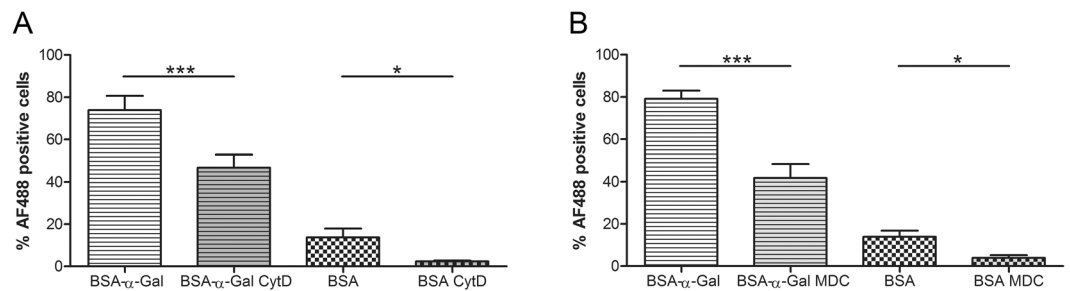 A
% AF488 positive cells
100
80
60
40
20
0
***
*
BSA-α-Gal BSA-α-Gal CytD BSA BSA CytD
B
% AF488 positive cells
100
80
60
40
20
0
***
*
BSA-α-Gal BSA-α-Gal MDC BSA BSA MDC